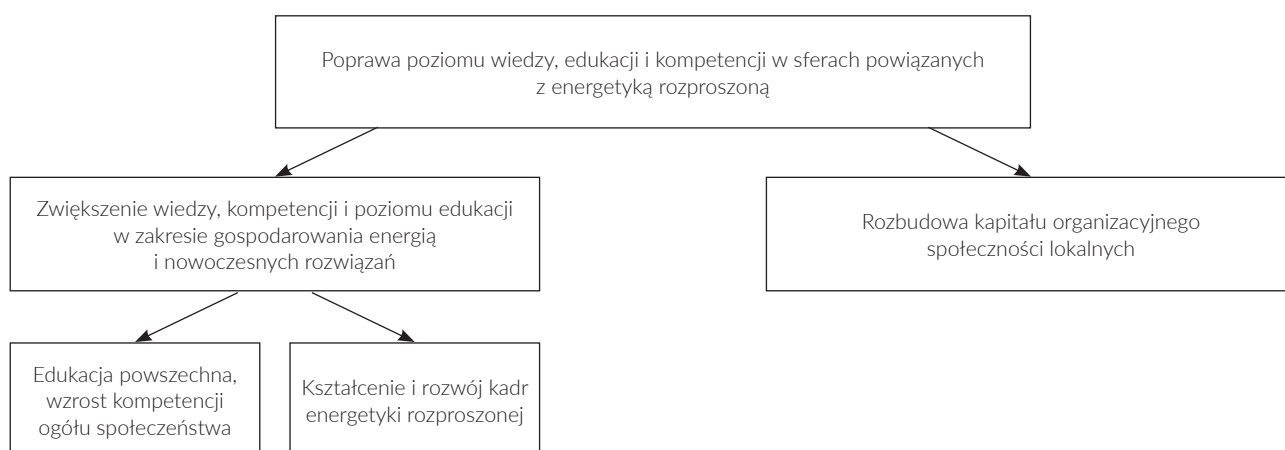 Poprawa poziomu wiedzy, edukacji i kompetencji w sferach powiązanych
z energetyką rozproszoną
Zwiększenie wiedzy, kompetencji i poziomu edukacji
w zakresie gospodarowania energią
i nowoczesnych rozwiązań
Rozbudowa kapitału organizacyjnego
społeczności lokalnych
Edukacja powszechna,
wzrost kompetencji
ogółu społeczeństwa
Kształcenie i rozwój kadr
energetyki rozproszonej